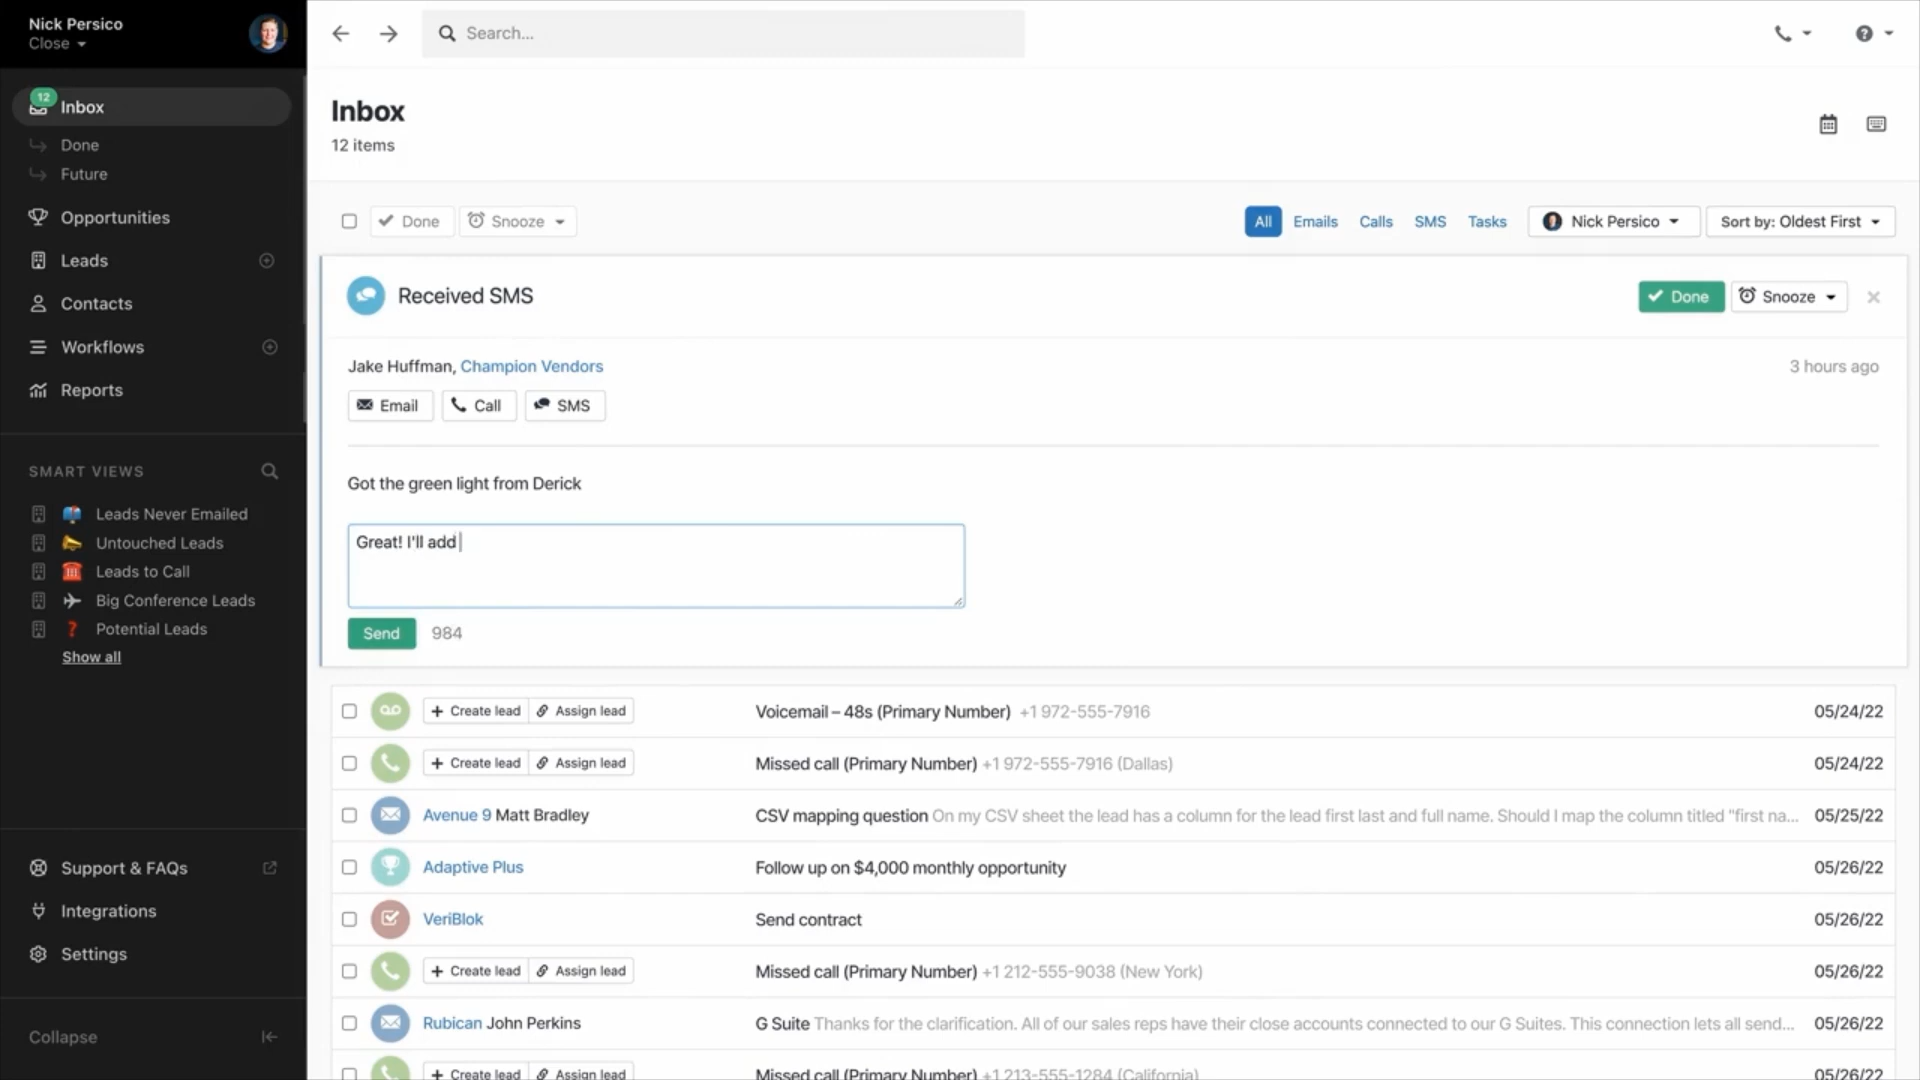 Nick Persico
Close
Search...
12
Inbox
Done
Future
Opportunities
Leads
Contacts
Workflows
Reports
SMART VIEWS
Leads Never Emailed
Untouched Leads
Leads to Call
Big Conference Leads
Potential Leads
Show all
Support & FAQs
Integrations
Settings
Collapse
Inbox
12 items
Done Snooze All Emails Calls SMS Tasks Nick Persico Sort by: Oldest First
Received SMS Done Snooze
Jake Huffman, Champion Vendors 3 hours ago
Email Call SMS
Got the green light from Derick
Great! I'll add
Send 984
Create lead Assign lead Voicemail – 48s (Primary Number) +1 972-555-7916 05/24/22
Create lead Assign lead Missed call (Primary Number) +1 972-555-7916 (Dallas) 05/24/22
Avenue 9 Matt Bradley CSV mapping question On my CSV sheet the lead has a column for the lead first last and full name. Should I map the column titled "first na... 05/25/22
Adaptive Plus Follow up on $4,000 monthly opportunity 05/26/22
VeriBlok Send contract 05/26/22
Create lead Assign lead Missed call (Primary Number) +1 212-555-9038 (New York) 05/26/22
Rubican John Perkins G Suite Thanks for the clarification. All of our sales reps have their close accounts connected to our G Suites. This connection lets all send... 05/26/22
Create lead Assign lead Missed call (Primary Number) +1 213-555-1284 (California) 05/26/22